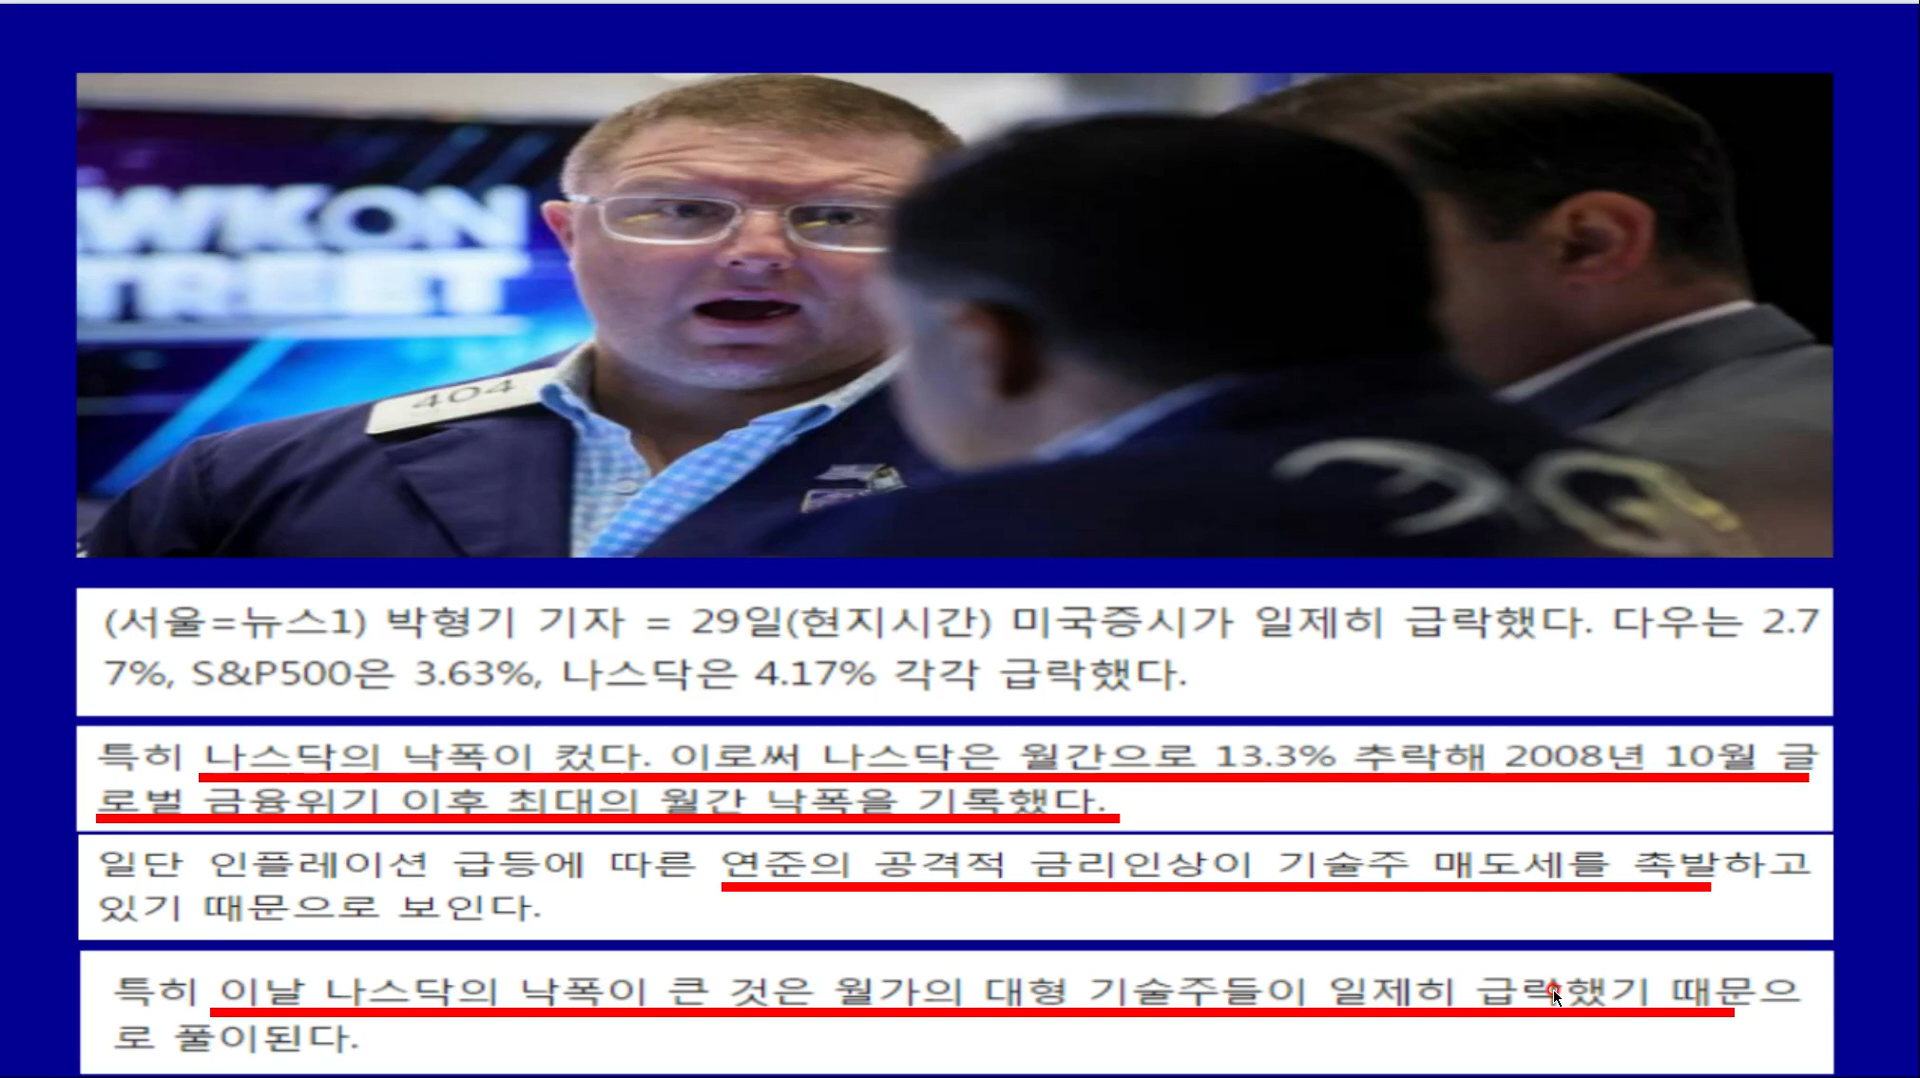 WKON
TREET
404
(서울=뉴스1) 박형기 기자 = 29일(현지시간) 미국증시가 일제히 급락했다. 다우는 2.7
7%, S&P500은 3.63%, 나스닥은 4.17% 각각 급락했다.
특히 나스닥의 낙폭이 컸다. 이로써 나스닥은 월간으로 13.3% 추락해 2008년 10월 글
로벌 금융위기 이후 최대의 월간 낙폭을 기록했다.
일단 인플레이션 급등에 따른 연준의 공격적 금리인상이 기술주 매도세를 촉발하고
있기 때문으로 보인다.
특히 이날 나스닥의 낙폭이 큰 것은 월가의 대형 기술주들이 일제히 급락했기 때문으
로 풀이된다.